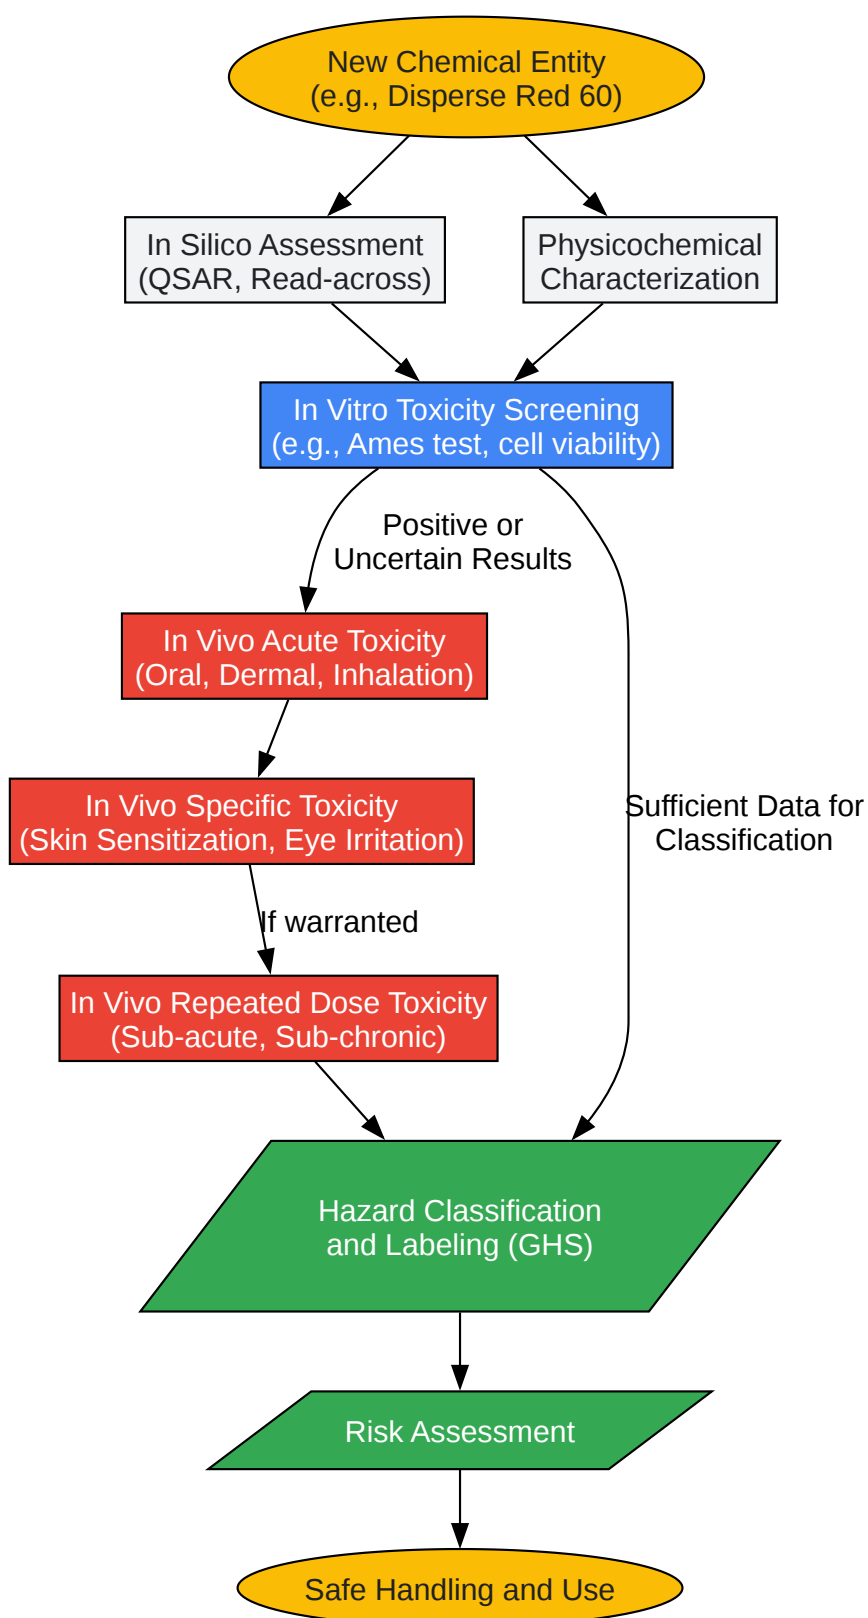 New Chemical Entity
(e.g., Disperse Red 60)
In Silico Assessment
(QSAR, Read-across)
Physicochemical
Characterization
In Vitro Toxicity Screening
(e.g., Ames test, cell viability)
Positive or
Uncertain Results
In Vivo Acute Toxicity
(Oral, Dermal, Inhalation)
In Vivo Specific Toxicity
(Skin Sensitization, Eye Irritation)
Sufficient Data for
Classification
If warranted
In Vivo Repeated Dose Toxicity
(Sub-acute, Sub-chronic)
Hazard Classification
and Labeling (GHS)
Risk Assessment
Safe Handling and Use